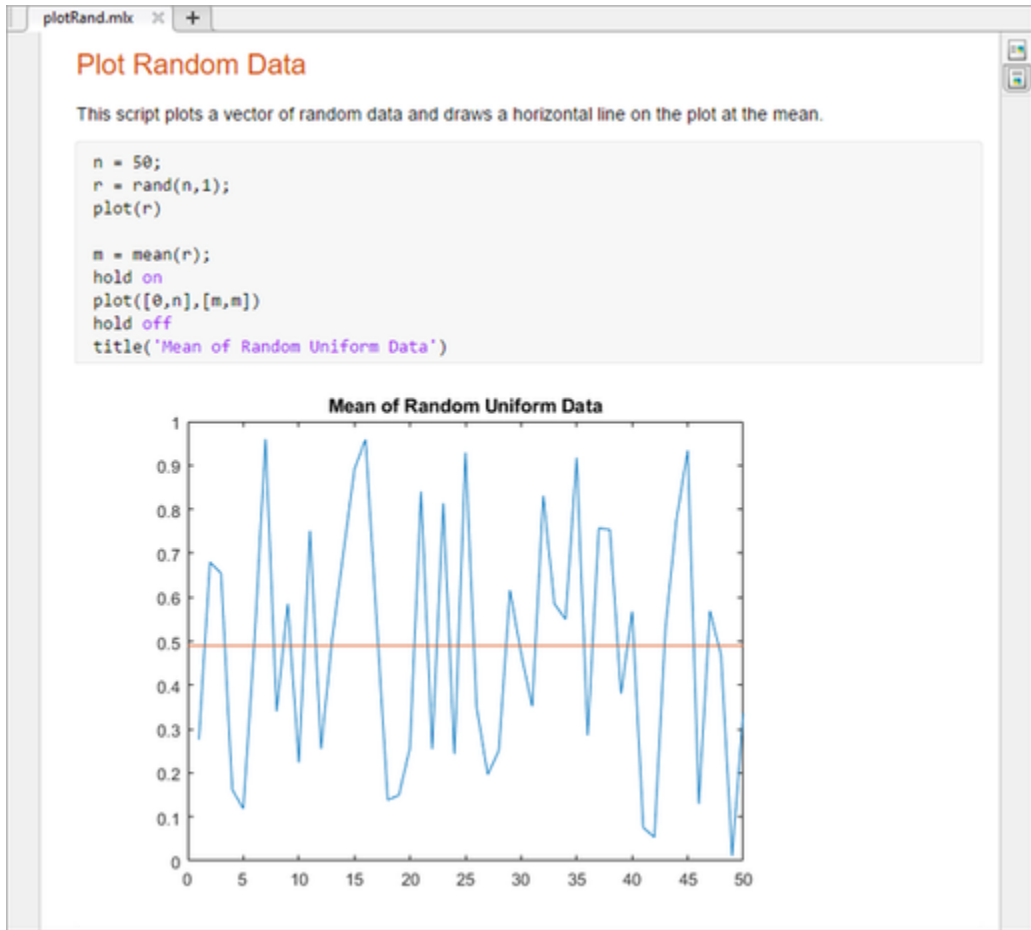 plotRand.mlx
Plot Random Data
This script plots a vector of random data and draws a horizontal line on the plot at the mean.
n = 50;
r = rand(n,1);
plot(r)
m = mean(r);
hold on
plot([0,n],[m,m])
hold off
title('Mean of Random Uniform Data')
Mean of Random Uniform Data
1
0.9
0.8
0.7
0.6
0.5
0.4
0.3
0.2
0.1
0
0 5 10 15 20 25 30 35 40 45 50